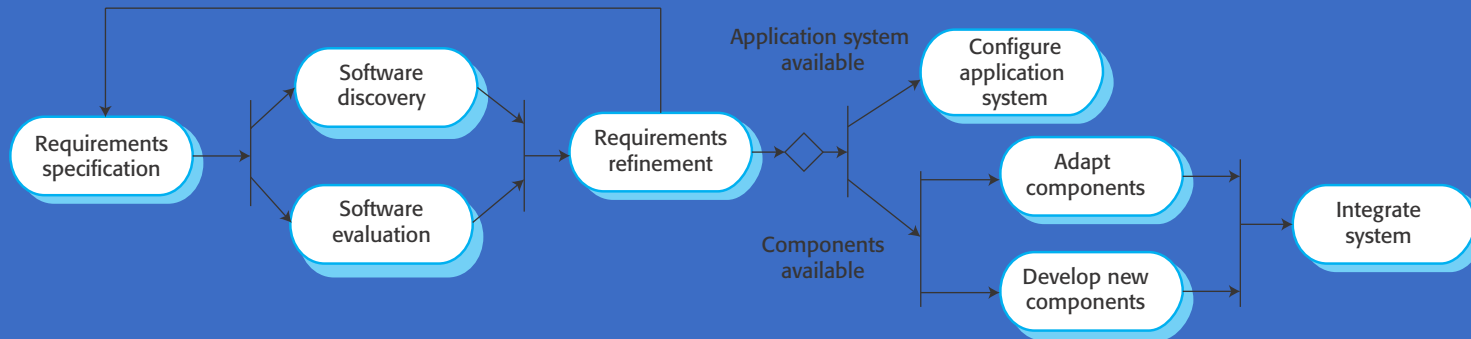 Requirements
specification
Software
discovery
Software
evaluation
Requirements
refinement
Application system
available
Configure
application
system
Components
available
Adapt
components
Develop new
components
Integrate
system